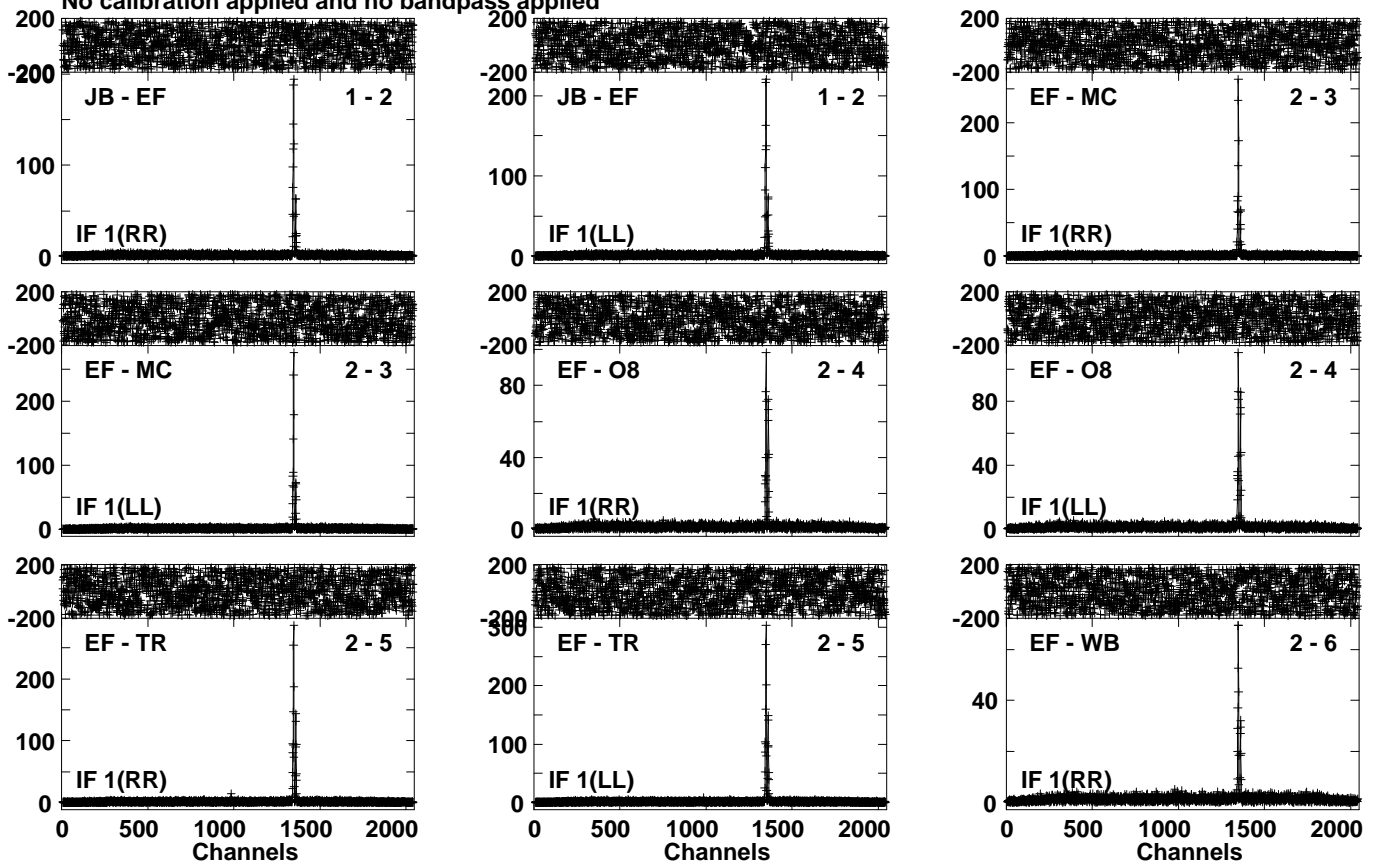 No calibration applied and no bandpass applied
200 200 200
-200 -200 -200
JB - EF 1 - 2 JB - EF 1 - 2 EF - MC 2 - 3
200 200
100 100 100
IF 1(RR) IF 1(LL) IF 1(RR)
0 0 0
200 200 200
-200 -200 -200
EF - MC 2 - 3 EF - O8 2 - 4 EF - O8 2 - 4
200 80 80
100 40 40
IF 1(LL) IF 1(RR) IF 1(LL)
0 0 0
200 200 200
-200 -200
300
EF - TR 2 - 5 EF - TR 2 - 5 EF - WB 2 - 6
200 200 40
100 100
IF 1(RR) IF 1(LL) IF 1(RR)
0 0 0
0 500 1000 1500 2000 0 500 1000 1500 2000 0 500 1000 1500 2000
Channels Channels Channels